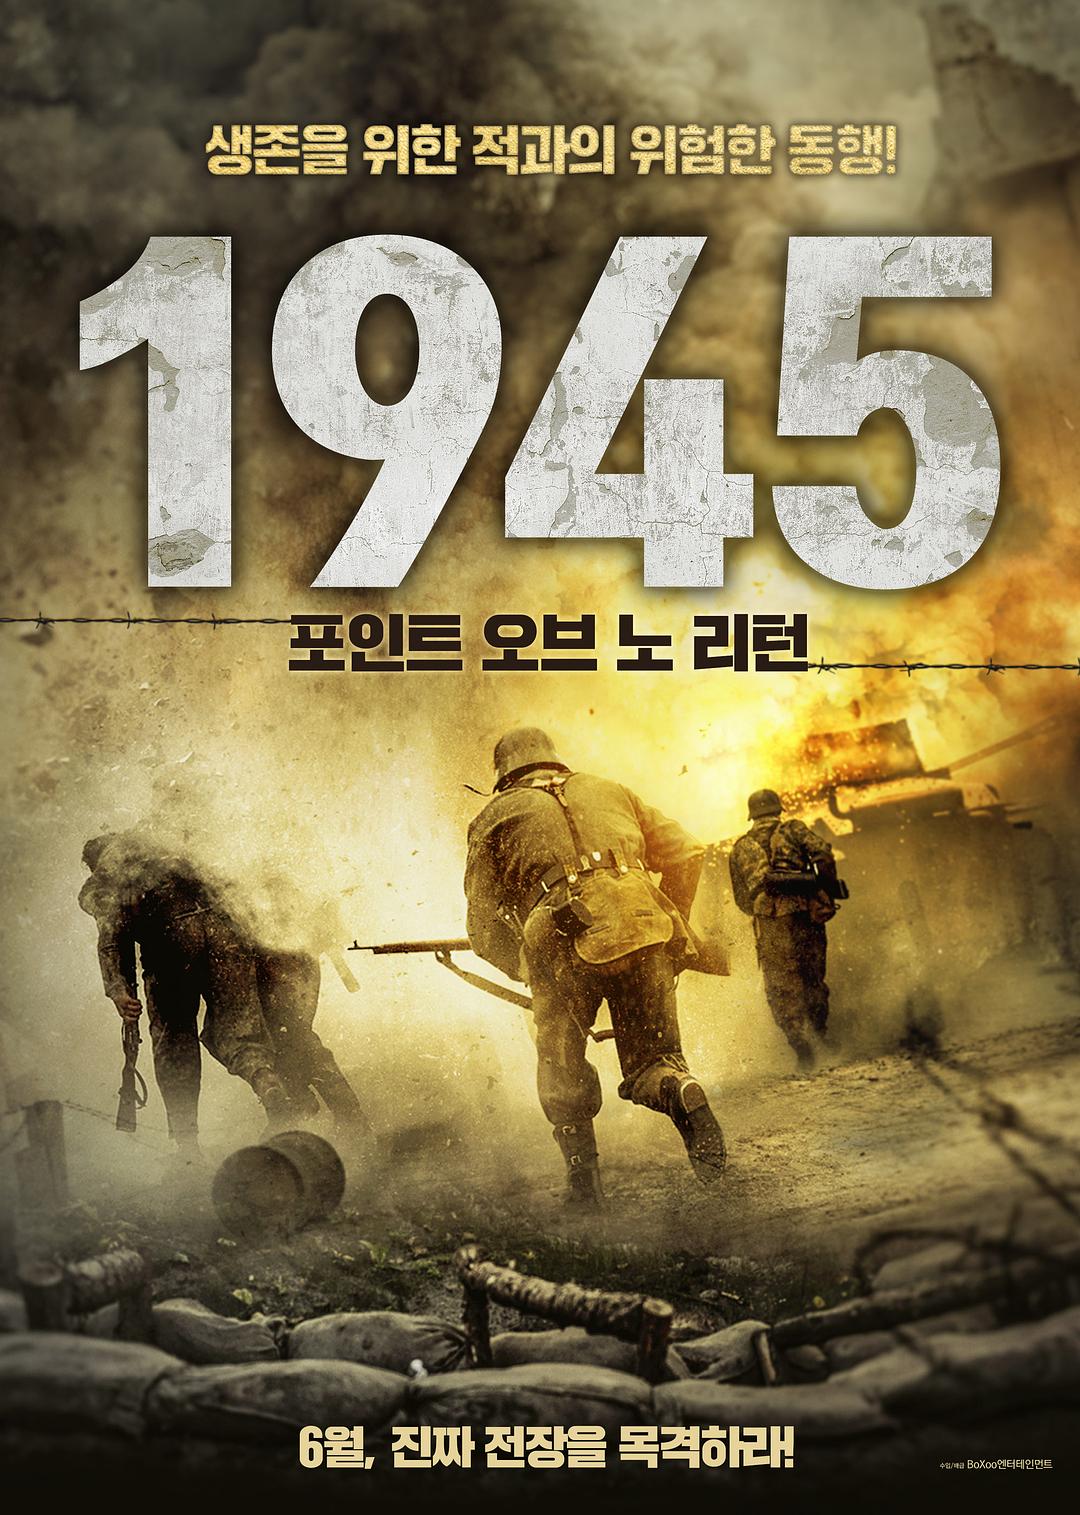 생존을 위한 적과의 위험한 동행!
1945
포인트 오브 노 리턴
6월, 진짜 전장을 목격하라!
수입/배급 BoXoo엔터테인먼트